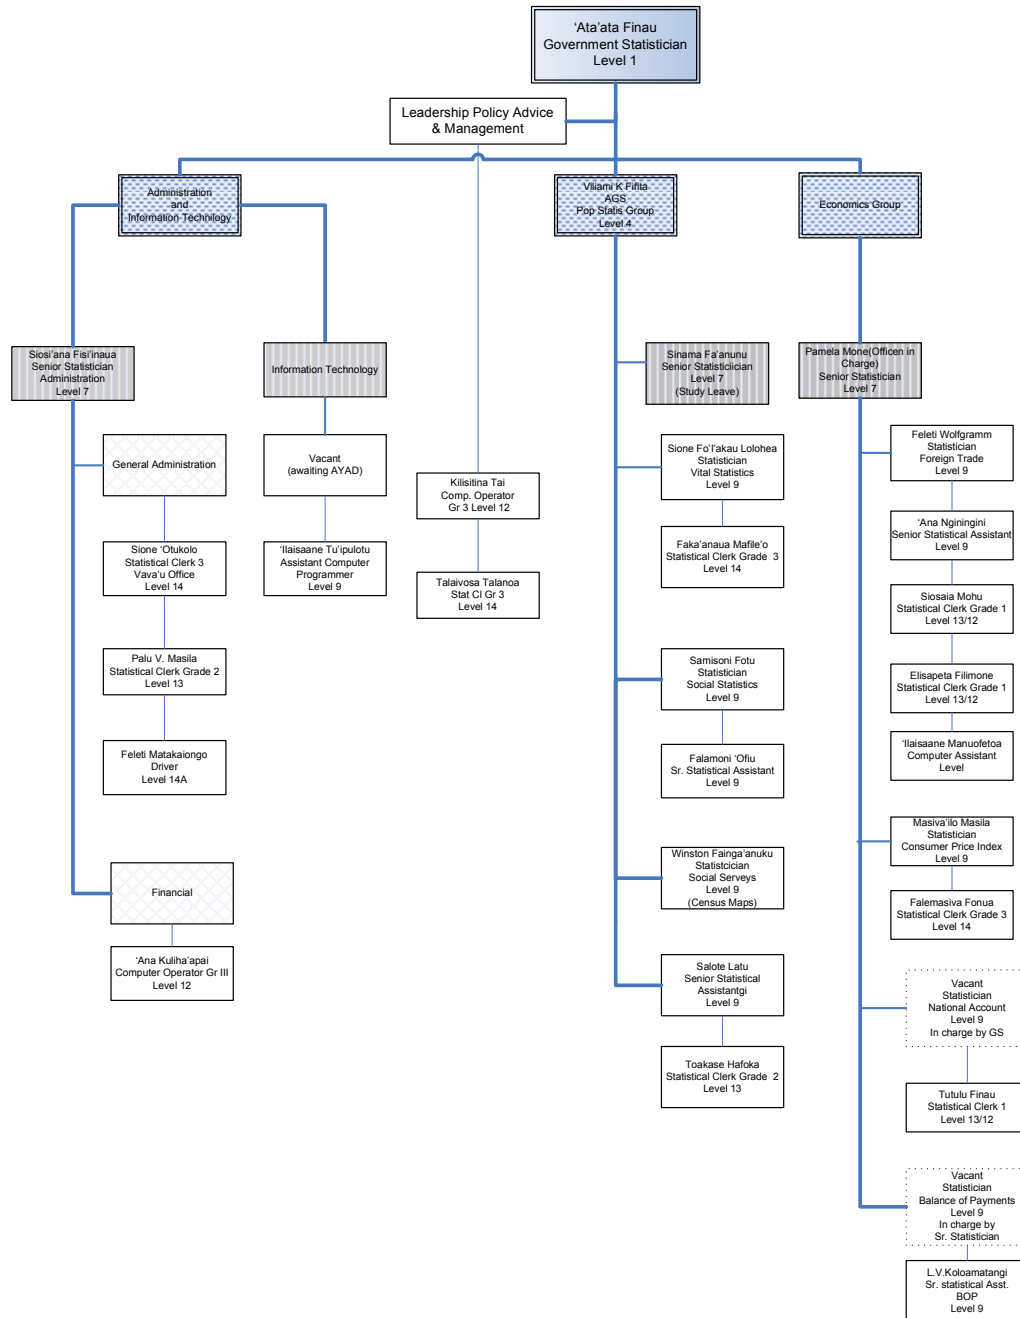 ‘Ata’ata Finau
Government Statistician
Level 1
Leadership Policy Advice
& Management
Administration
and
Information Technology
Viliami K Fifita
AGS
Pop Statis Group
Level 4
Economics Group
Siosi’ana Fisi’inaua
Senior Statistician
Administration
Level 7
Information Technology
Sinama Fa’anunu
Senior Statisticiician
Level 7
(Study Leave)
Pamela Mone(Officen in
Charge)
Senior Statistician
Level 7
General Administration
Sione ‘Otukolo
Statistical Clerk 3
Vava’u Office
Level 14
Palu V. Masila
Statistical Clerk Grade 2
Level 13
Feleti Matakaiongo
Driver
Level 14A
Financial
‘Ana Kuliha’apai
Computer Operator Gr III
Level 12
Vacant
(awaiting AYAD)
‘Ilaisaane Tu’ipulotu
Assistant Computer
Programmer
Level 9
Kilisitina Tai
Comp. Operator
Gr 3 Level 12
Talaivosa Talanoa
Stat Cl Gr 3
Level 14
Sione Fo’I’akau Lolohea
Statistician
Vital Statistics
Level 9
Faka’anaua Mafile’o
Statistical Clerk Grade 3
Level 14
Samisoni Fotu
Statistician
Social Statistics
Level 9
Falamoni ‘Ofiu
Sr. Statistical Assistant
Level 9
Winston Fainga’anuku
Statistcician
Social Serveys
Level 9
(Census Maps)
Salote Latu
Senior Statistical
Assistantgi
Level 9
Toakase Hafoka
Statistical Clerk Grade 2
Level 13
Feleti Wolfgramm
Statistician
Foreign Trade
Level 9
‘Ana Nginingini
Senior Statistical Assistant
Level 9
Siosaia Mohu
Statistical Clerk Grade 1
Level 13/12
Elisapeta Filimone
Statistical Clerk Grade 1
Level 13/12
‘Ilaisaane Manuofetoa
Computer Assistant
Level
Masiva’ilo Masila
Statistician
Consumer Price Index
Level 9
Falemasiva Fonua
Statistical Clerk Grade 3
Level 14
Vacant
Statistician
National Account
Level 9
In charge by GS
Tutulu Finau
Statistical Clerk 1
Level 13/12
Vacant
Statistician
Balance of Payments
Level 9
In charge by
Sr. Statistician
L.V.Koloamatangi
Sr. statistical Asst.
BOP
Level 9